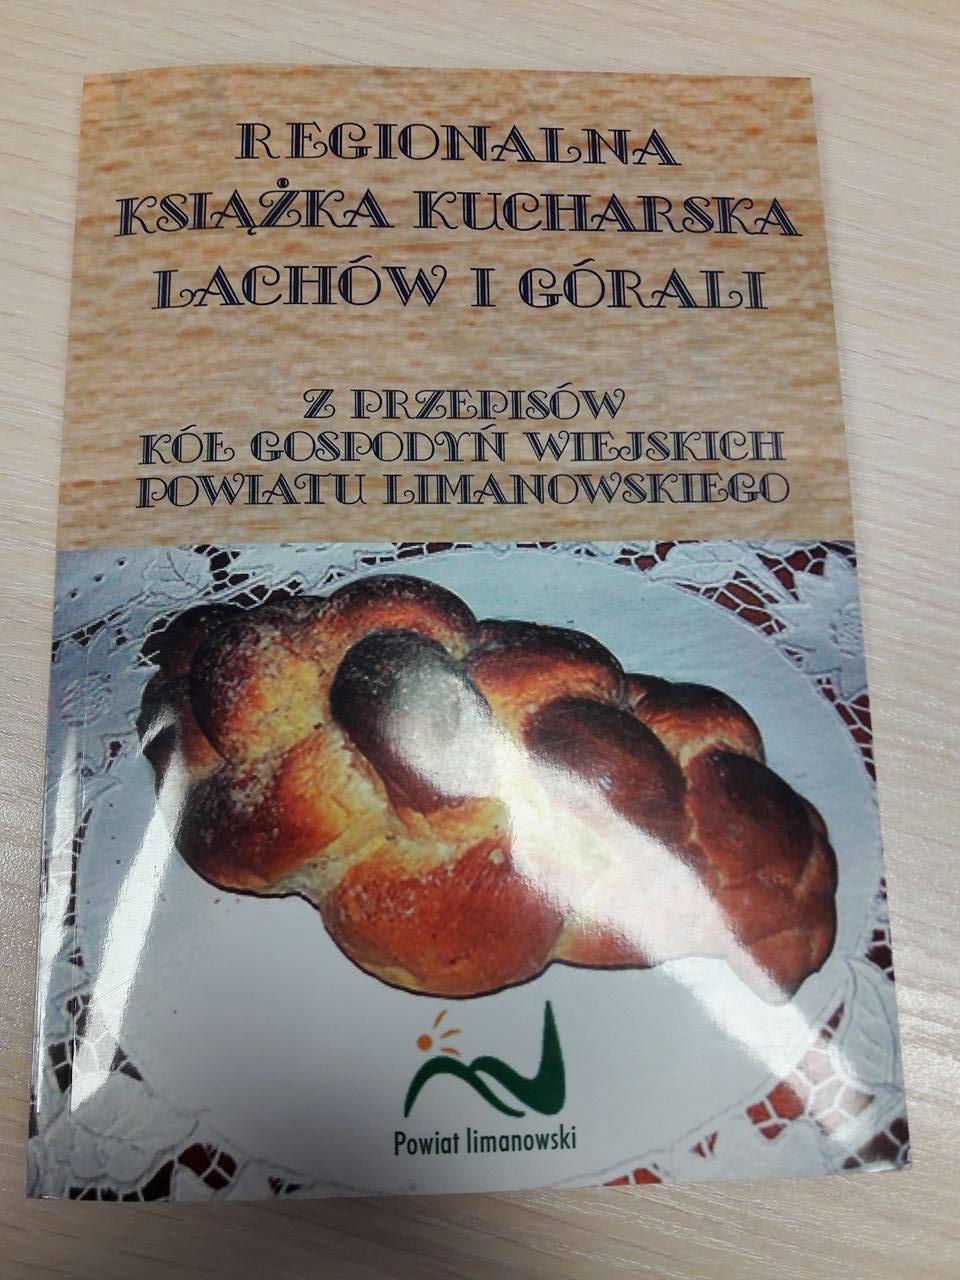 REGIONALNA
KSIĄŻKA KUCHARSKA
LACHÓW I GÓRALI
Z PRZEPISÓW
KÓŁ GOSPODYŃ WIEJSKICH
POWIATU LIMANOWSKIEGO
Powiat limanowski